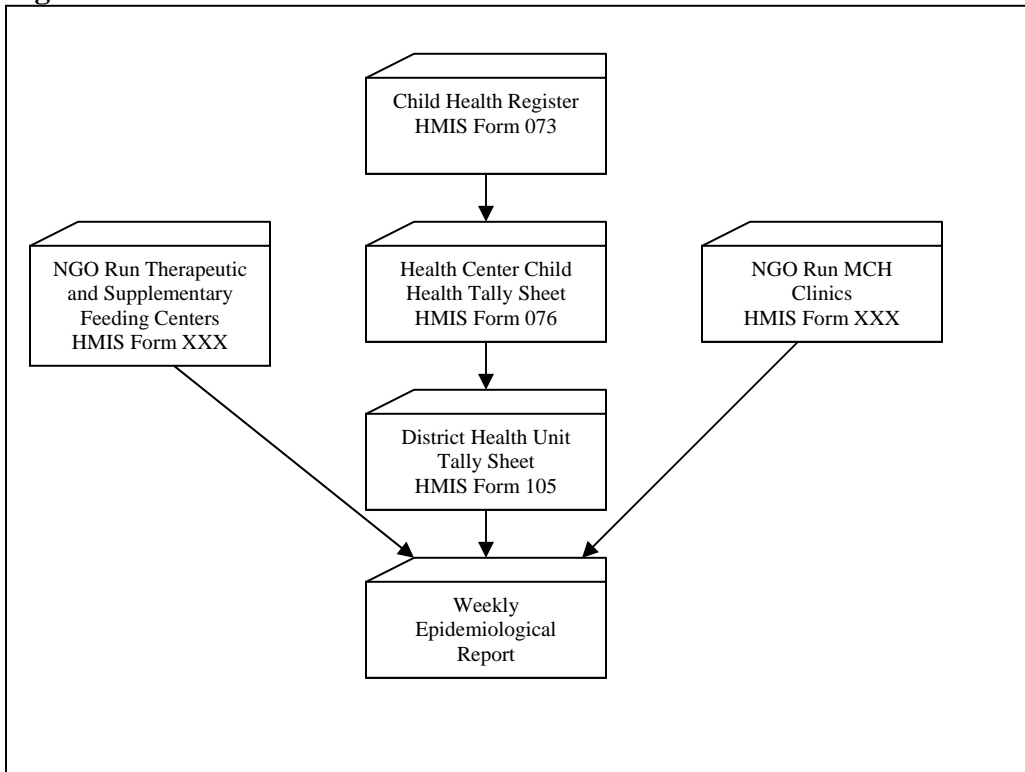 Child Health Register
HMIS Form 073
NGO Run Therapeutic
and Supplementary
Feeding Centers
HMIS Form XXX
Health Center Child
Health Tally Sheet
HMIS Form 076
NGO Run MCH
Clinics
HMIS Form XXX
District Health Unit
Tally Sheet
HMIS Form 105
Weekly
Epidemiological
Report